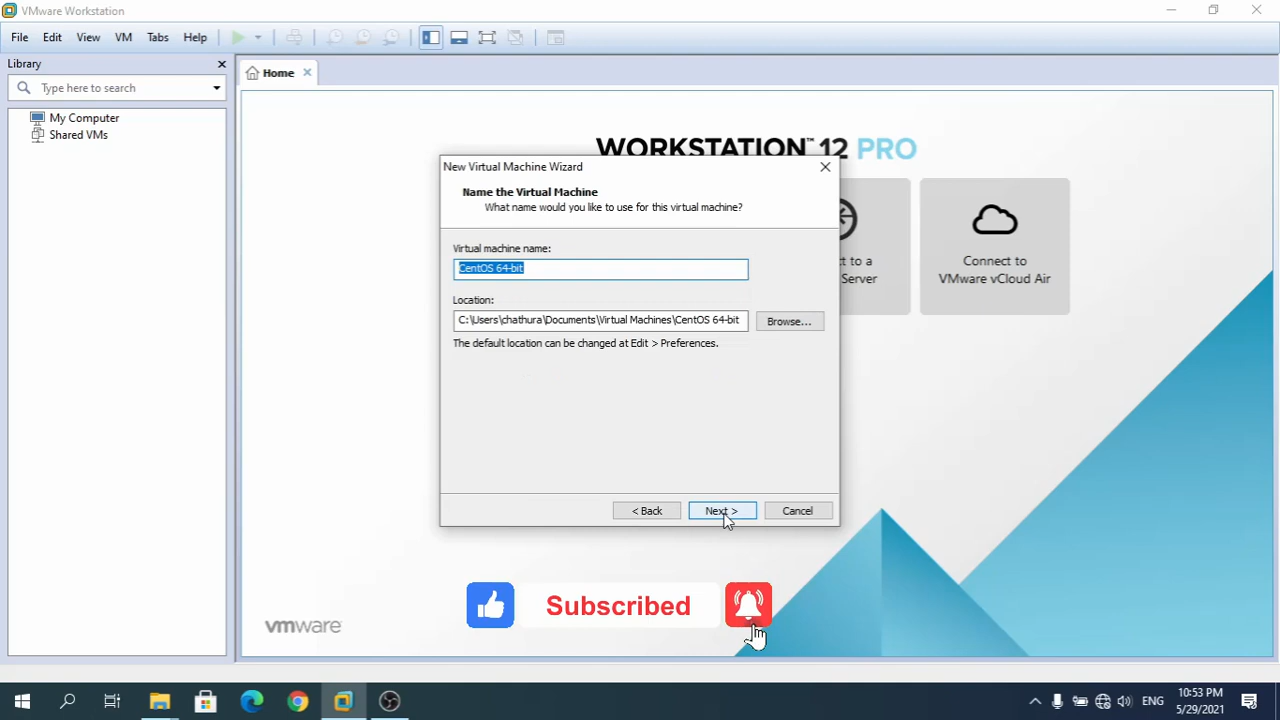 VMware Workstation
File Edit View VM Tabs Help
Library
Type here to search
My Computer
Shared VMs
Home
WORKSTATION™ 12 PRO
ct to a
Server
Connect to
VMware vCloud Air
New Virtual Machine Wizard
Name the Virtual Machine
What name would you like to use for this virtual machine?
Virtual machine name:
CentOS 64-bit
Location:
C:\Users\chathura\Documents\Virtual Machines\CentOS 64-bit
Browse...
The default location can be changed at Edit > Preferences.
< Back Next > Cancel
Subscribed
vmware
ENG
10:53 PM
5/29/2021